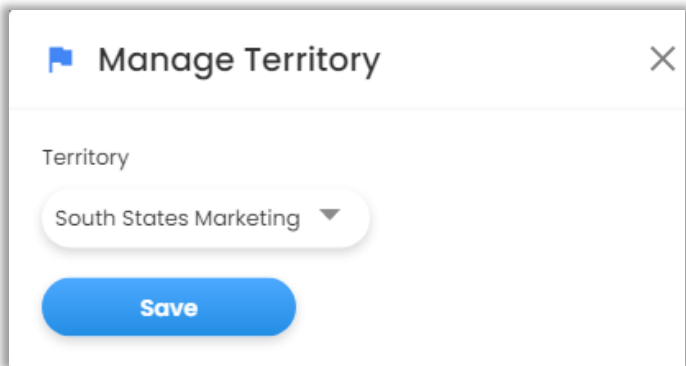 Manage Territory
Territory
South States Marketing
Save